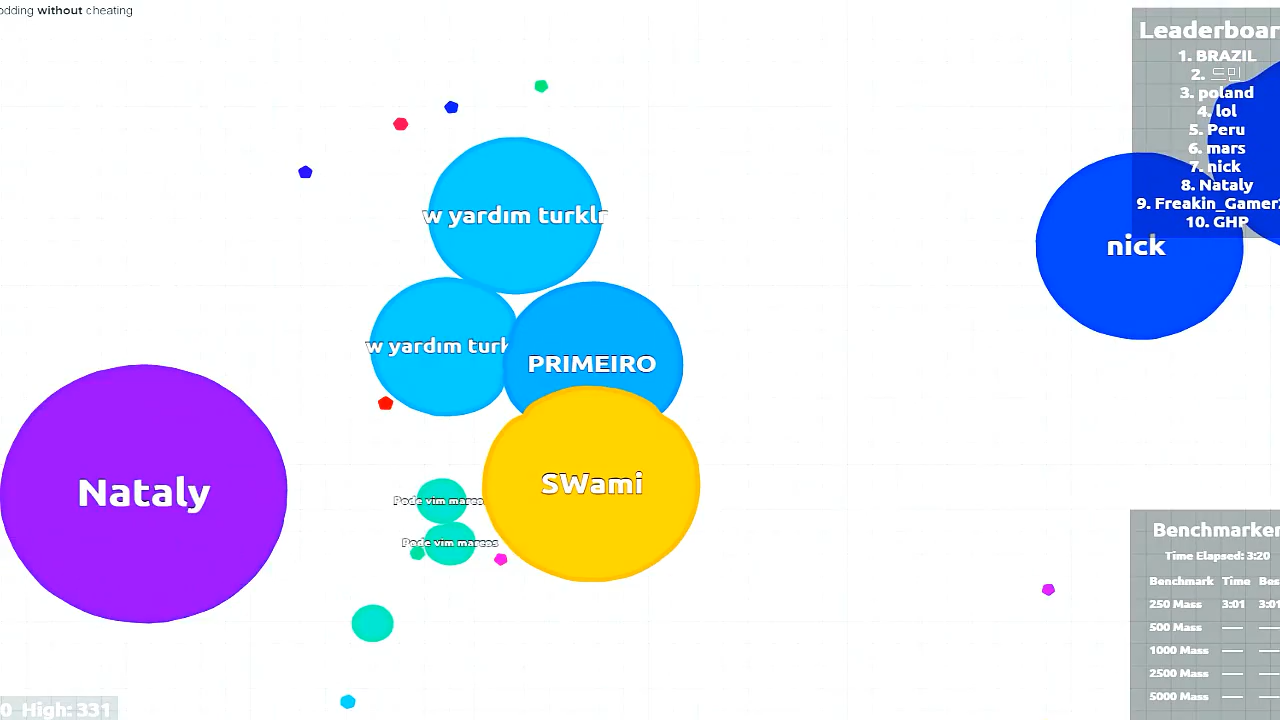 odding without cheating
Leaderboar
1. BRAZIL
2. 드민
3. poland
4. lol
5. Peru
6. mars
7. nick
8. Nataly
9. Freakin_Gamer
10. GHP
w yardım turklr
nick
w yardım turk
PRIMEIRO
Nataly
SWami
Pode vim marcos
Pode vim marcos
Benchmarker
Time Elapsed: 3:20
Benchmark Time Bes
250 Mass 3:01 3:01
500 Mass — —
1000 Mass — —
2500 Mass — —
5000 Mass — —
0 High: 331